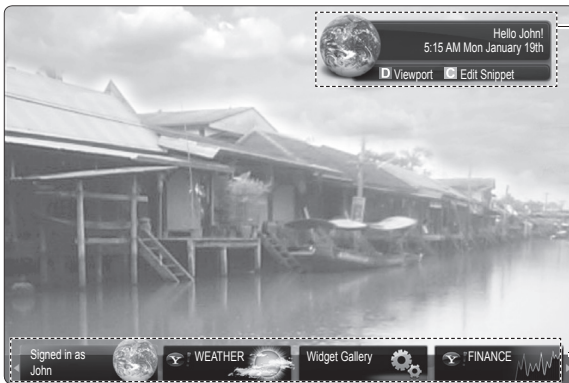 Hello John!
5:15 AM Mon January 19th
D Viewport C Edit Snippet
Signed in as
John
Y! WEATHER
Widget Gallery
Y! FINANCE